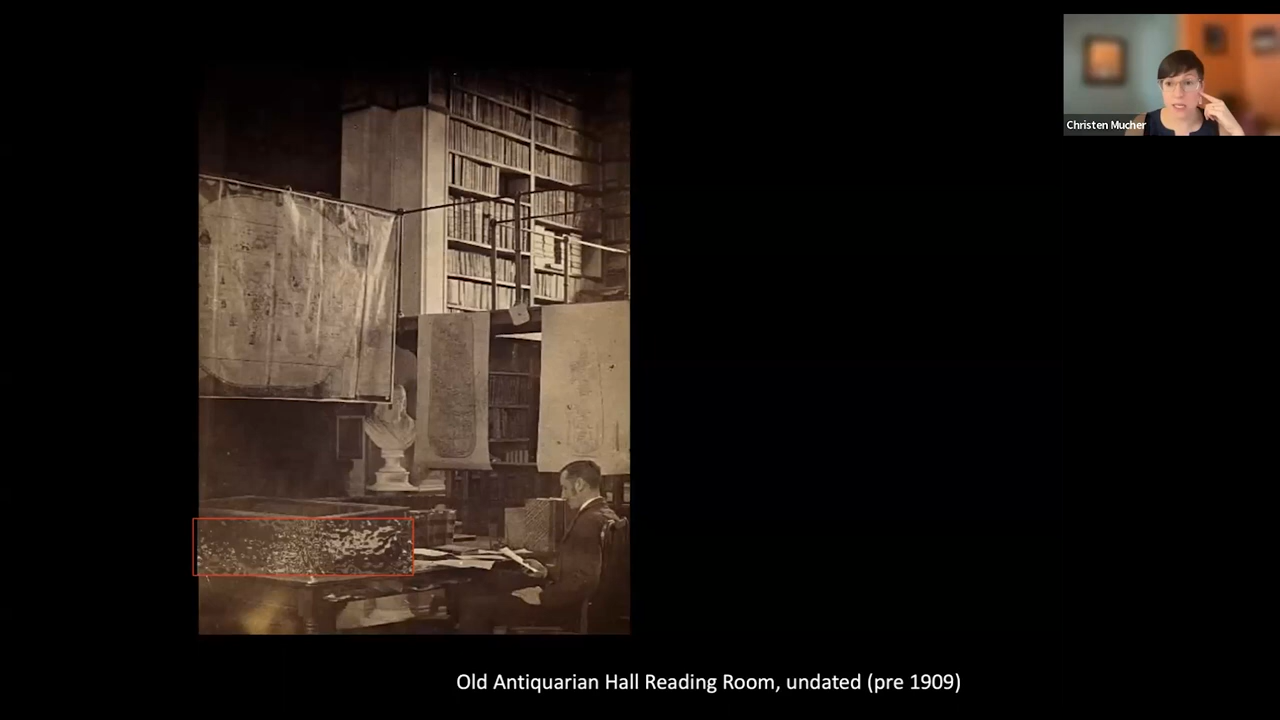 Christen Mucher
Old Antiquarian Hall Reading Room, undated (pre 1909)